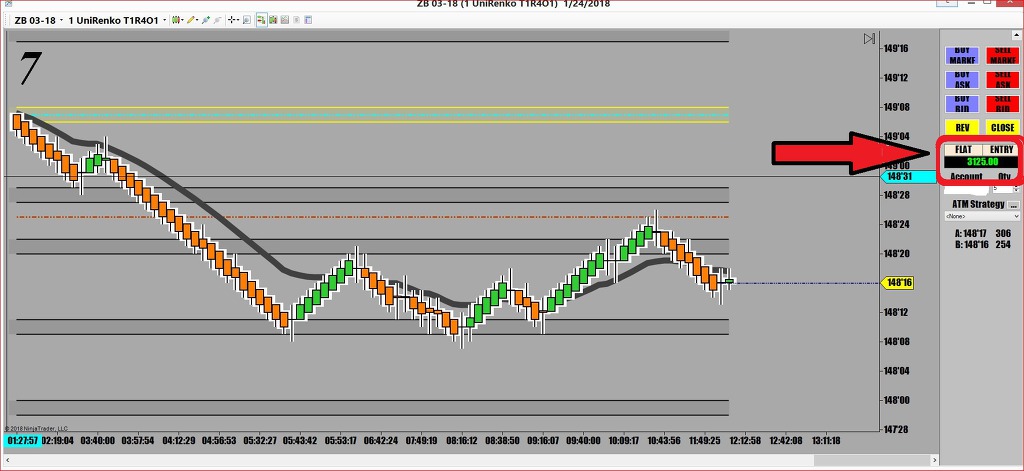 ZB 03-18 (1 UniRenko T1R4O1) 1/24/2018
ZB 03-18 1 UniRenko T1R4O1
7
149'16
149'12
149'08
149'04
149'00
148'31
148'28
148'24
148'20
148'16
148'12
148'08
148'04
148'00
147'28
BUY MARKE
SELL MARKE
BUY ASK
SELL ASK
BUY BID
SELL BID
REV CLOSE
FLAT ENTRY
3125.00
Account Qty
5
ATM Strategy ...
<None>
A: 148'17 306
B: 148'16 254
© 2018 NinjaTrader, LLC
01:27:57 02:19:04 03:40:00 03:57:54 04:12:29 04:56:53 05:32:27 05:43:42 05:53:17 06:42:24 07:49:19 08:16:12 08:38:50 09:16:07 09:40:00 10:09:17 10:43:56 11:49:25 12:12:58 12:42:08 13:11:18